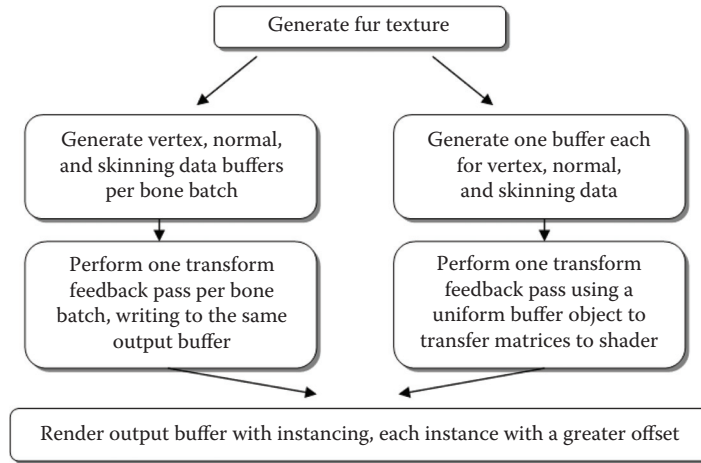 Generate fur texture
Generate vertex, normal,
and skinning data buffers
per bone batch
Generate one buffer each
for vertex, normal,
and skinning data
Perform one transform
feedback pass per bone
batch, writing to the same
output buffer
Perform one transform
feedback pass using a
uniform buffer object to
transfer matrices to shader
Render output buffer with instancing, each instance with a greater offset